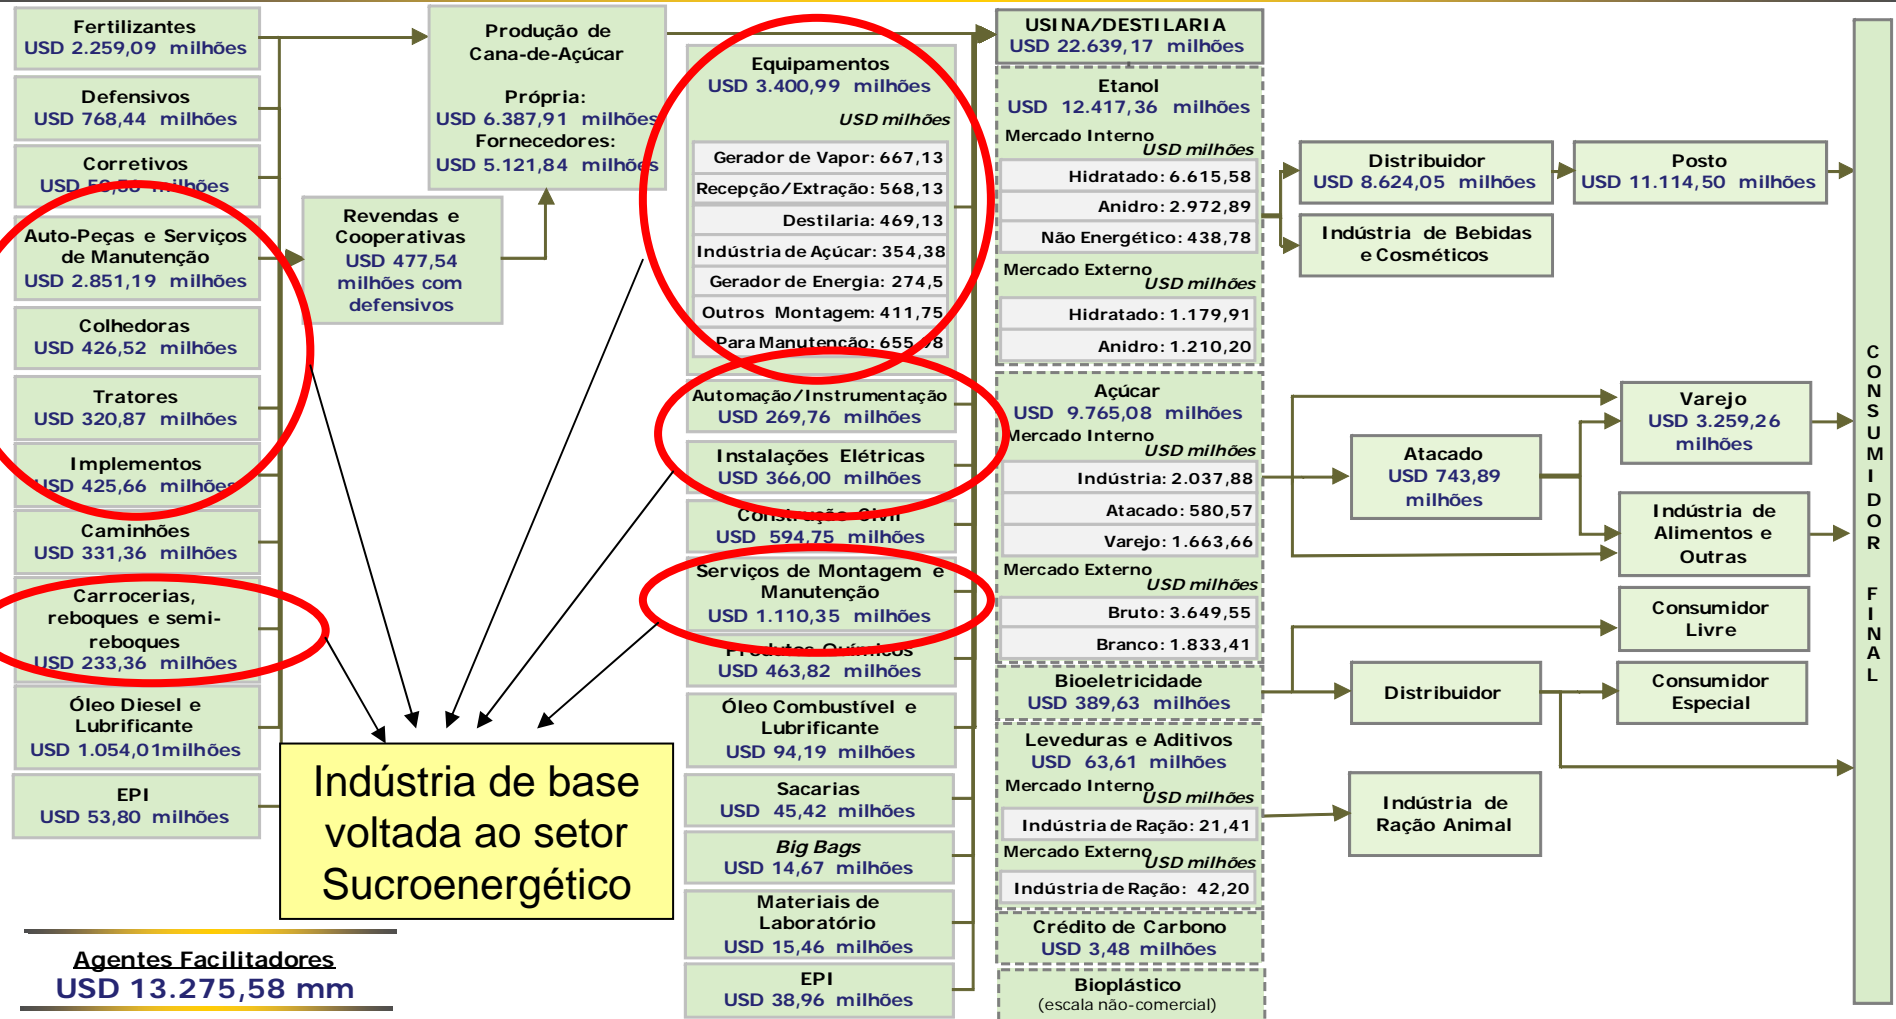 Fertilizantes
USD 2.259,09 milhões
Defensivos
USD 768,44 milhões
Corretivos
USD
milhões
Auto-Peças e Serviços
de Manutenção
USD 2.851,19 milhões
Colhedoras
USD 426,52 milhões
Tratores
USD 320,87 milhões
Implementos
USD 425,66 milhões
Caminhões
USD 331,36 milhões
Carrocerias,
reboques e semi-
reboques
USD 233,36 milhões
Óleo Diesel e
Lubrificante
USD 1.054,01milhões
EPI
USD 53,80 milhões
Agentes Facilitadores
USD 13.275,58 mm
Revendas e
Cooperativas
USD 477,54
milhões com
defensivos
Produção de
Cana-de-Açúcar
Própria:
USD 6.387,91 milhões
Fornecedores:
USD 5.121,84 milhões
Indústria de base
voltada ao setor
Sucroenergético
Equipamentos
USD 3.400,99 milhões
USD milhões
Gerador de Vapor: 667,13
Recepção/Extração: 568,13
Destilaria: 469,13
Indústria de Açúcar: 354,38
Gerador de Energia: 274,5
Outros Montagem: 411,75
Para Manutenção: 655,98
Automação/Instrumentação
USD 269,76 milhões
Instalações Elétricas
USD 366,00 milhões
Construção Civil
USD 594,75 milhões
Serviços de Montagem e
Manutenção
USD 1.110,35 milhões
Produtos Químicos
USD 463,82 milhões
Óleo Combustível e
Lubrificante
USD 94,19 milhões
Sacarias
USD 45,42 milhões
Big Bags
USD 14,67 milhões
Materiais de
Laboratório
USD 15,46 milhões
EPI
USD 38,96 milhões
USINA/DESTILARIA
USD 22.639,17 milhões
Etanol
USD 12.417,36 milhões
Mercado Interno
USD milhões
Hidratado: 6.615,58
Anidro: 2.972,89
Não Energético: 438,78
Mercado Externo
USD milhões
Hidratado: 1.179,91
Anidro: 1.210,20
Açúcar
USD 9.765,08 milhões
Mercado Interno
USD milhões
Indústria: 2.037,88
Atacado: 580,57
Varejo: 1.663,66
Mercado Externo
USD milhões
Bruto: 3.649,55
Branco: 1.833,41
Bioeletricidade
USD 389,63 milhões
Leveduras e Aditivos
USD 63,61 milhões
Mercado Interno
USD milhões
Indústria de Ração: 21,41
Mercado Externo
USD milhões
Indústria de Ração: 42,20
Crédito de Carbono
USD 3,48 milhões
Bioplástico
(escala não-comercial)
Distribuidor
USD 8.624,05 milhões
Posto
USD 11.114,50 milhões
Indústria de Bebidas
e Cosméticos
Atacado
USD 743,89
milhões
Varejo
USD 3.259,26
milhões
Indústria de
Alimentos e
Outras
Consumidor
Livre
Distribuidor
Consumidor
Especial
Indústria de
Ração Animal
CONSUMIDOR FINAL